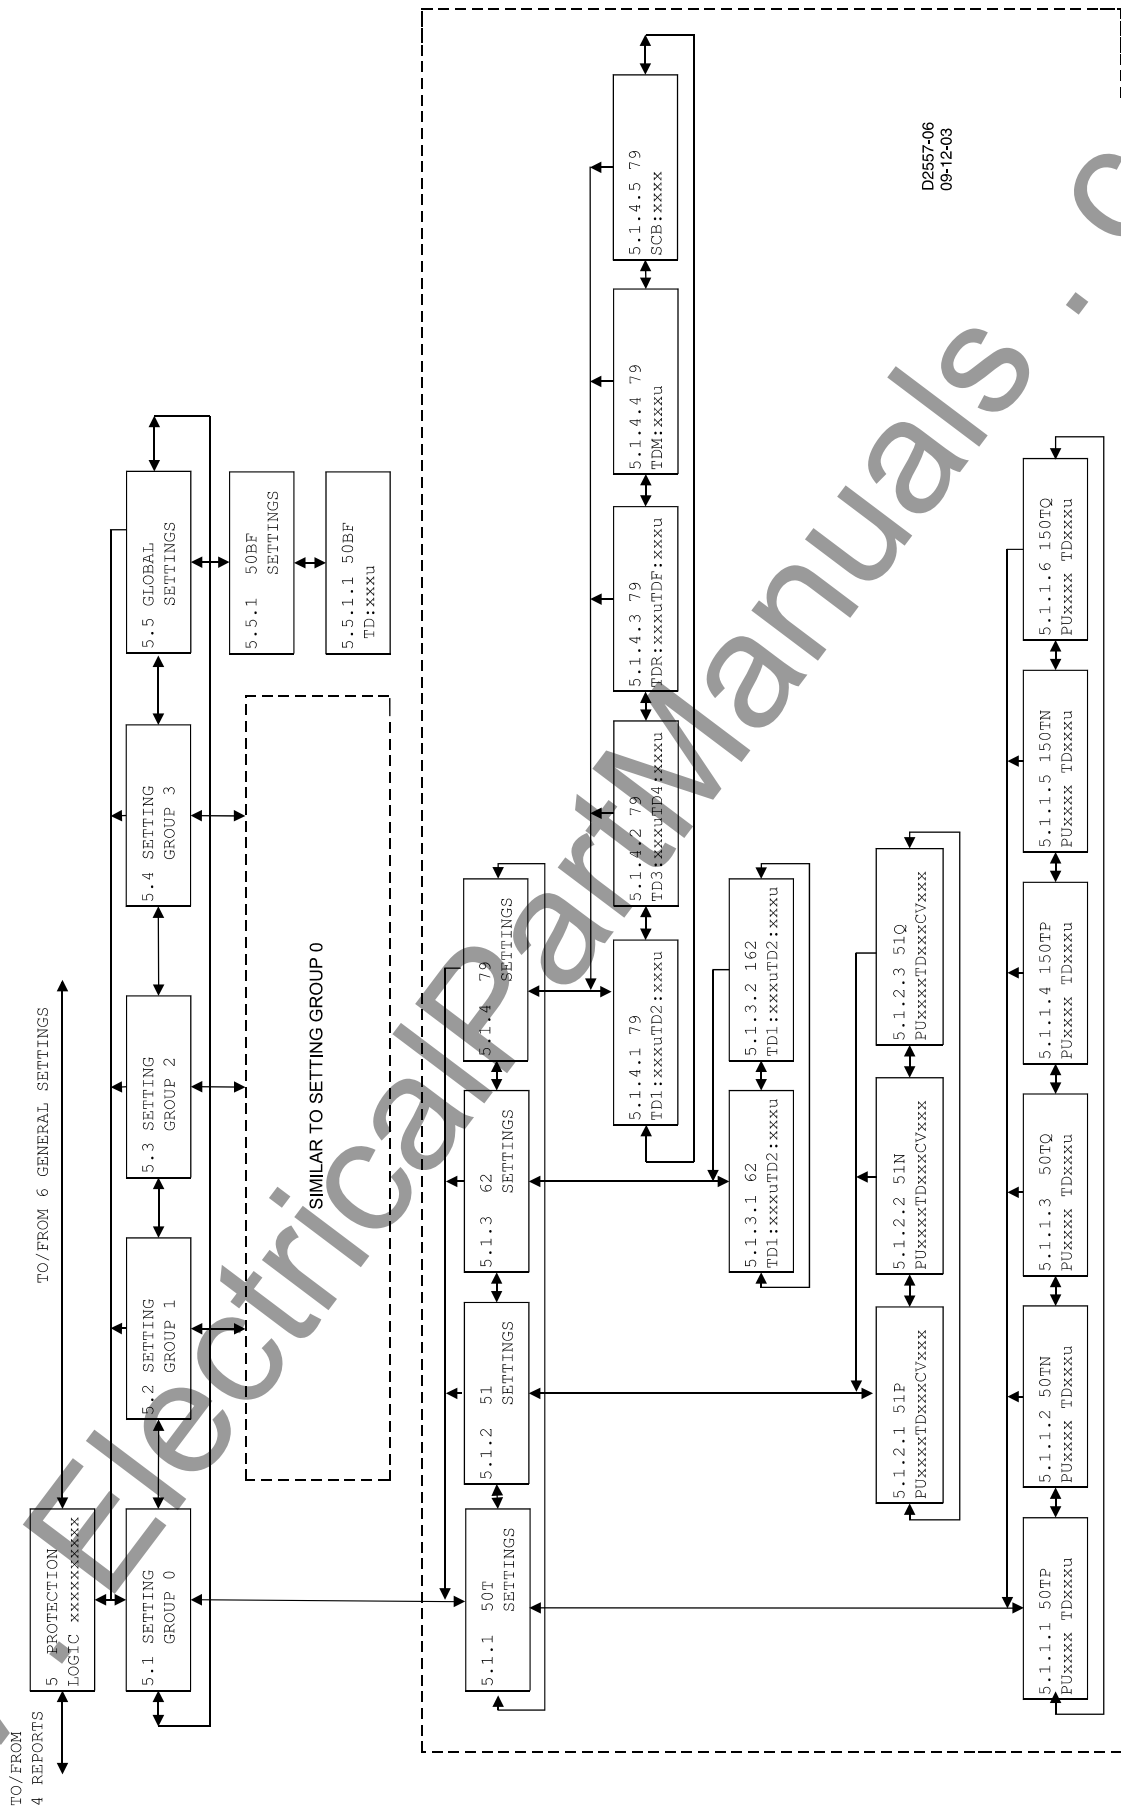 TO/FROM
4 REPORTS
TO/FROM 6 GENERAL SETTINGS
5 PROTECTION
LOGIC xxxxxxxxxx
5.1 SETTING
GROUP 0
5.2 SETTING
GROUP 1
5.3 SETTING
GROUP 2
5.4 SETTING
GROUP 3
5.5 GLOBAL
SETTINGS
5.5.1 50BF
SETTINGS
5.5.1.1 50BF
TD:xxxu
SIMILAR TO SETTING GROUP 0
5.1.1 50T
SETTINGS
5.1.2 51
SETTINGS
5.1.3 62
SETTINGS
5.1.4 79
SETTINGS
5.1.4.1 79
TD1:xxxuTD2:xxxu
5.1.4.2 79
TD3:xxxuTD4:xxxu
5.1.4.3 79
TDR:xxxuTDF:xxxu
5.1.4.4 79
TDM:xxxu
5.1.4.5 79
SCB:xxxx
5.1.3.1 62
TD1:xxxuTD2:xxxu
5.1.3.2 162
TD1:xxxuTD2:xxxu
5.1.2.1 51P
PUxxxxTDxxxCVxxx
5.1.2.2 51N
PUxxxxTDxxxCVxxx
5.1.2.3 51Q
PUxxxxTDxxxCVxxx
5.1.1.1 50TP
PUxxxx TDxxxu
5.1.1.2 50TN
PUxxxx TDxxxu
5.1.1.3 50TQ
PUxxxx TDxxxu
5.1.1.4 150TP
PUxxxx TDxxxu
5.1.1.5 150TN
PUxxxx TDxxxu
5.1.1.6 150TQ
PUxxxx TDxxxu
D2557-06
09-12-03
. ElectricalPartManuals . c